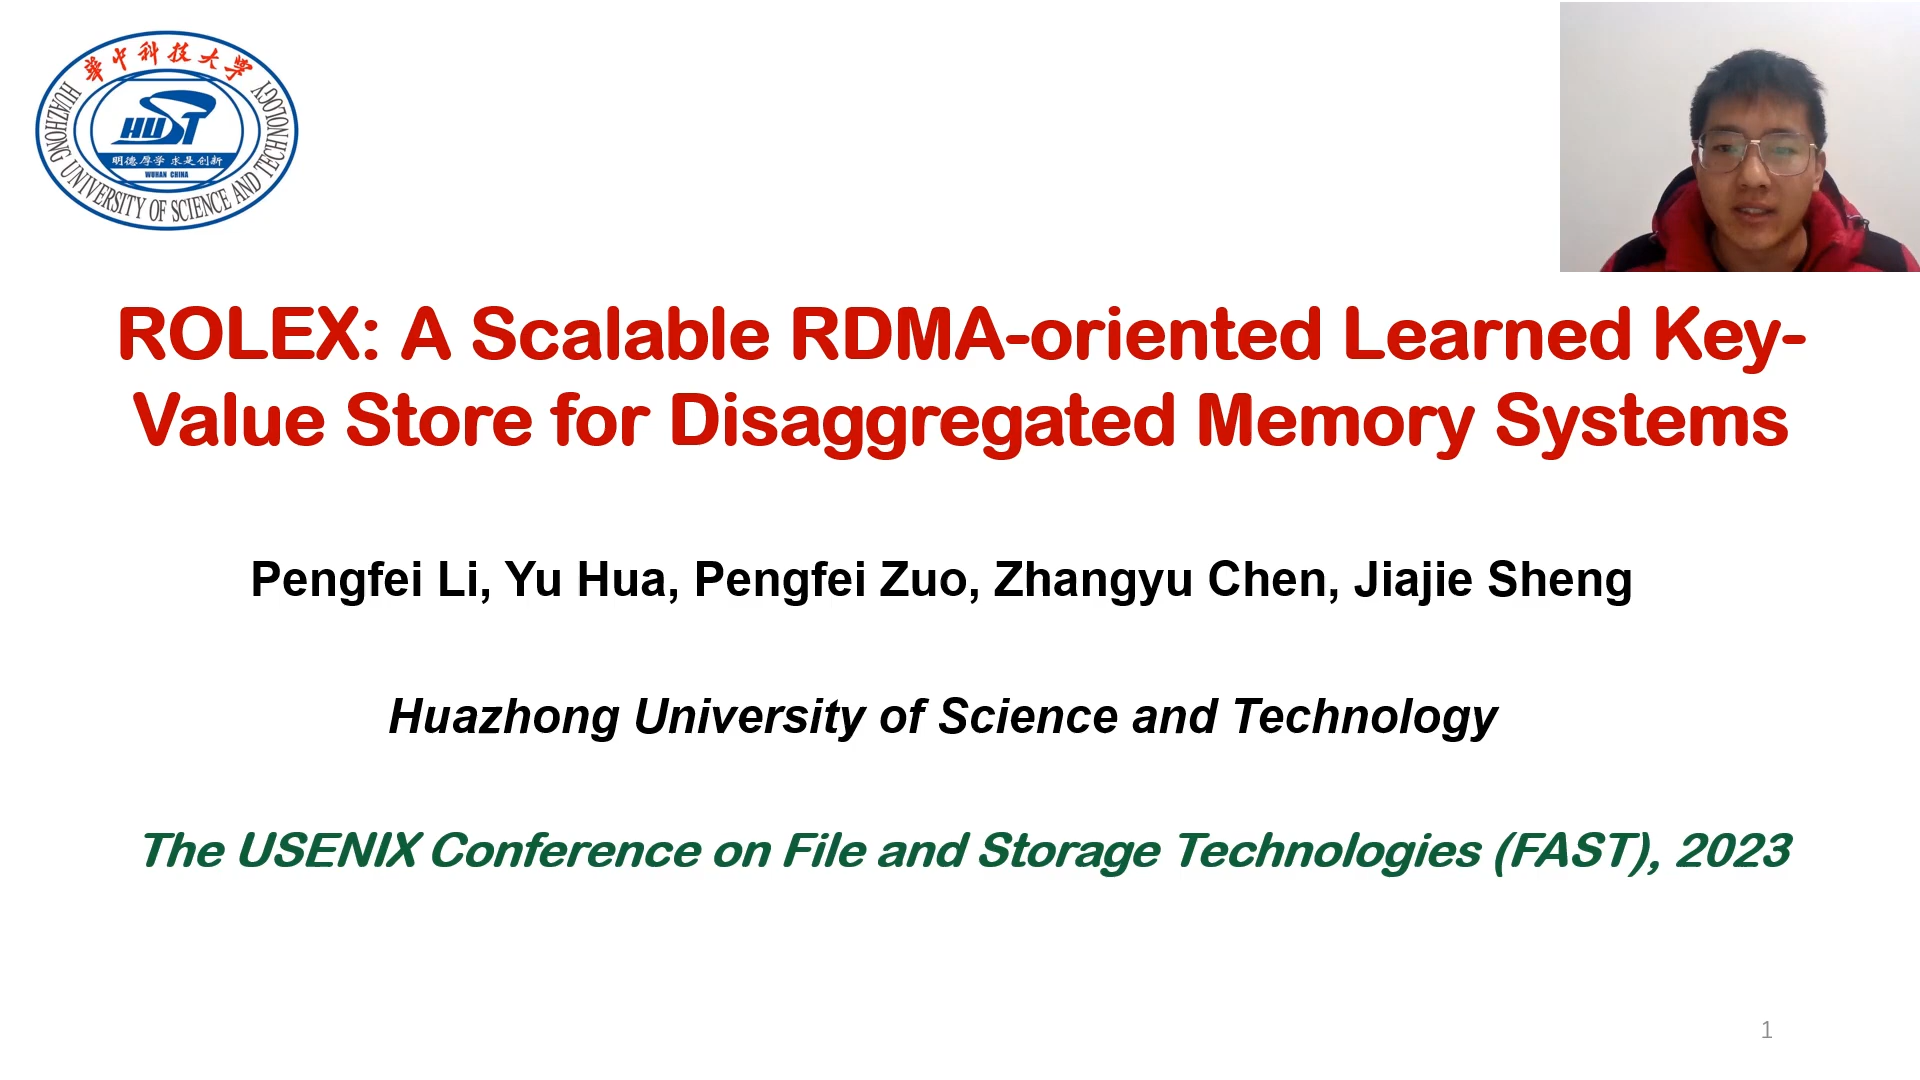 華中科技大学
HUAZHONG UNIVERSITY OF SCIENCE AND TECHNOLOGY
HUST
明德厚学 求是创新
WUHAN CHINA
ROLEX: A Scalable RDMA-oriented Learned Key-
Value Store for Disaggregated Memory Systems
Pengfei Li, Yu Hua, Pengfei Zuo, Zhangyu Chen, Jiajie Sheng
Huazhong University of Science and Technology
The USENIX Conference on File and Storage Technologies (FAST), 2023
1